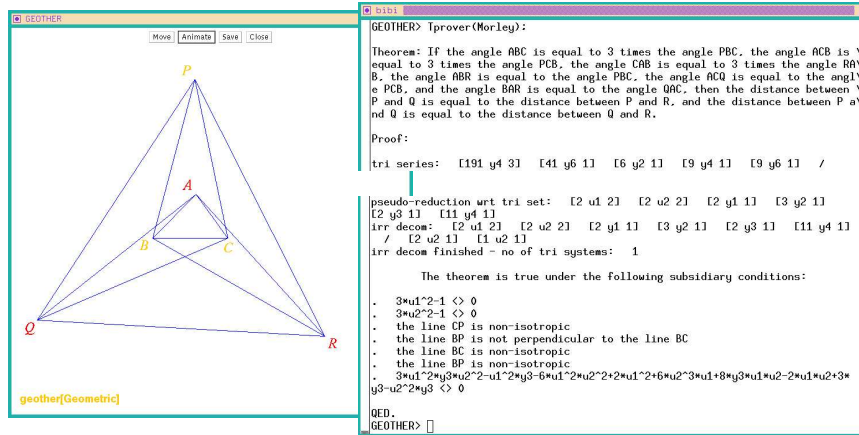 GEOTHER
Move Animate Save Close
P
A
B
C
Q
R
geother[Geometric]
bibi
GEOTHER> Tprover(Morley):
Theorem: If the angle ABC is equal to 3 times the angle PBC, the angle ACB is \
equal to 3 times the angle PCB, the angle CAB is equal to 3 times the angle RA\
B, the angle ABR is equal to the angle PBC, the angle ACQ is equal to the angl\
e PCB, and the angle BAR is equal to the angle QAC, then the distance between \
P and Q is equal to the distance between P and R, and the distance between P a\
nd Q is equal to the distance between Q and R.
Proof:
tri series: [191 y4 3] [41 y6 1] [6 y2 1] [9 y4 1] [9 y6 1] /
pseudo-reduction wrt tri set: [2 u1 2] [2 u2 2] [2 y1 1] [3 y2 1]
[2 y3 1] [11 y4 1]
irr decom: [2 u1 2] [2 u2 2] [2 y1 1] [3 y2 1] [2 y3 1] [11 y4 1]
/ [2 u2 1] [1 u2 1]
irr decom finished - no of tri systems: 1
The theorem is true under the following subsidiary conditions:
. 3*u1^2-1 <> 0
. 3*u2^2-1 <> 0
. the line CP is non-isotropic
. the line BP is not perpendicular to the line BC
. the line BC is non-isotropic
. the line BP is non-isotropic
. 3*u1^2*y3*u2^2-u1^2*y3-6*u1^2*u2^2+2*u1^2+6*u2^3*u1+8*y3*u1*u2-2*u1*u2+3*
y3-u2^2*y3 <> 0
QED.
GEOTHER>